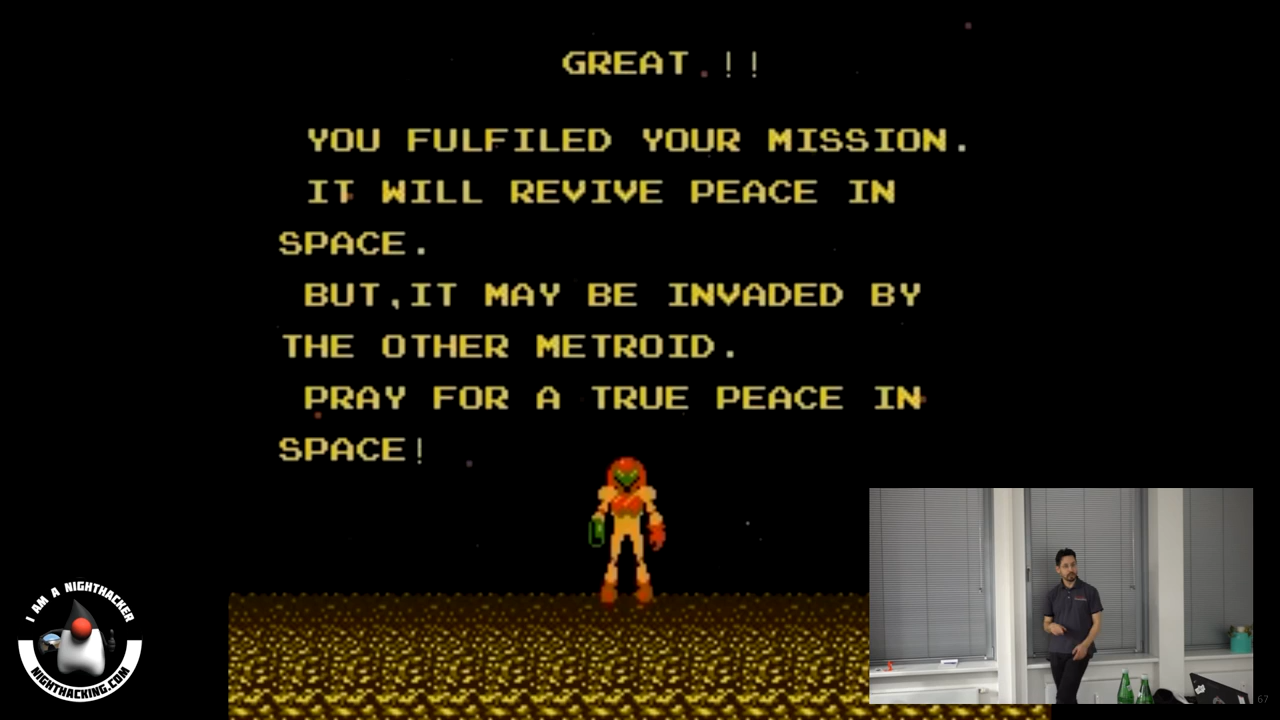 GREAT.!!
YOU FULFILED YOUR MISSION.
IT WILL REVIVE PEACE IN
SPACE.
BUT,IT MAY BE INVADED BY
THE OTHER METROID.
PRAY FOR A TRUE PEACE IN
SPACE!
I AM A NIGHTHACKER
NIGHTHACKING.COM
67